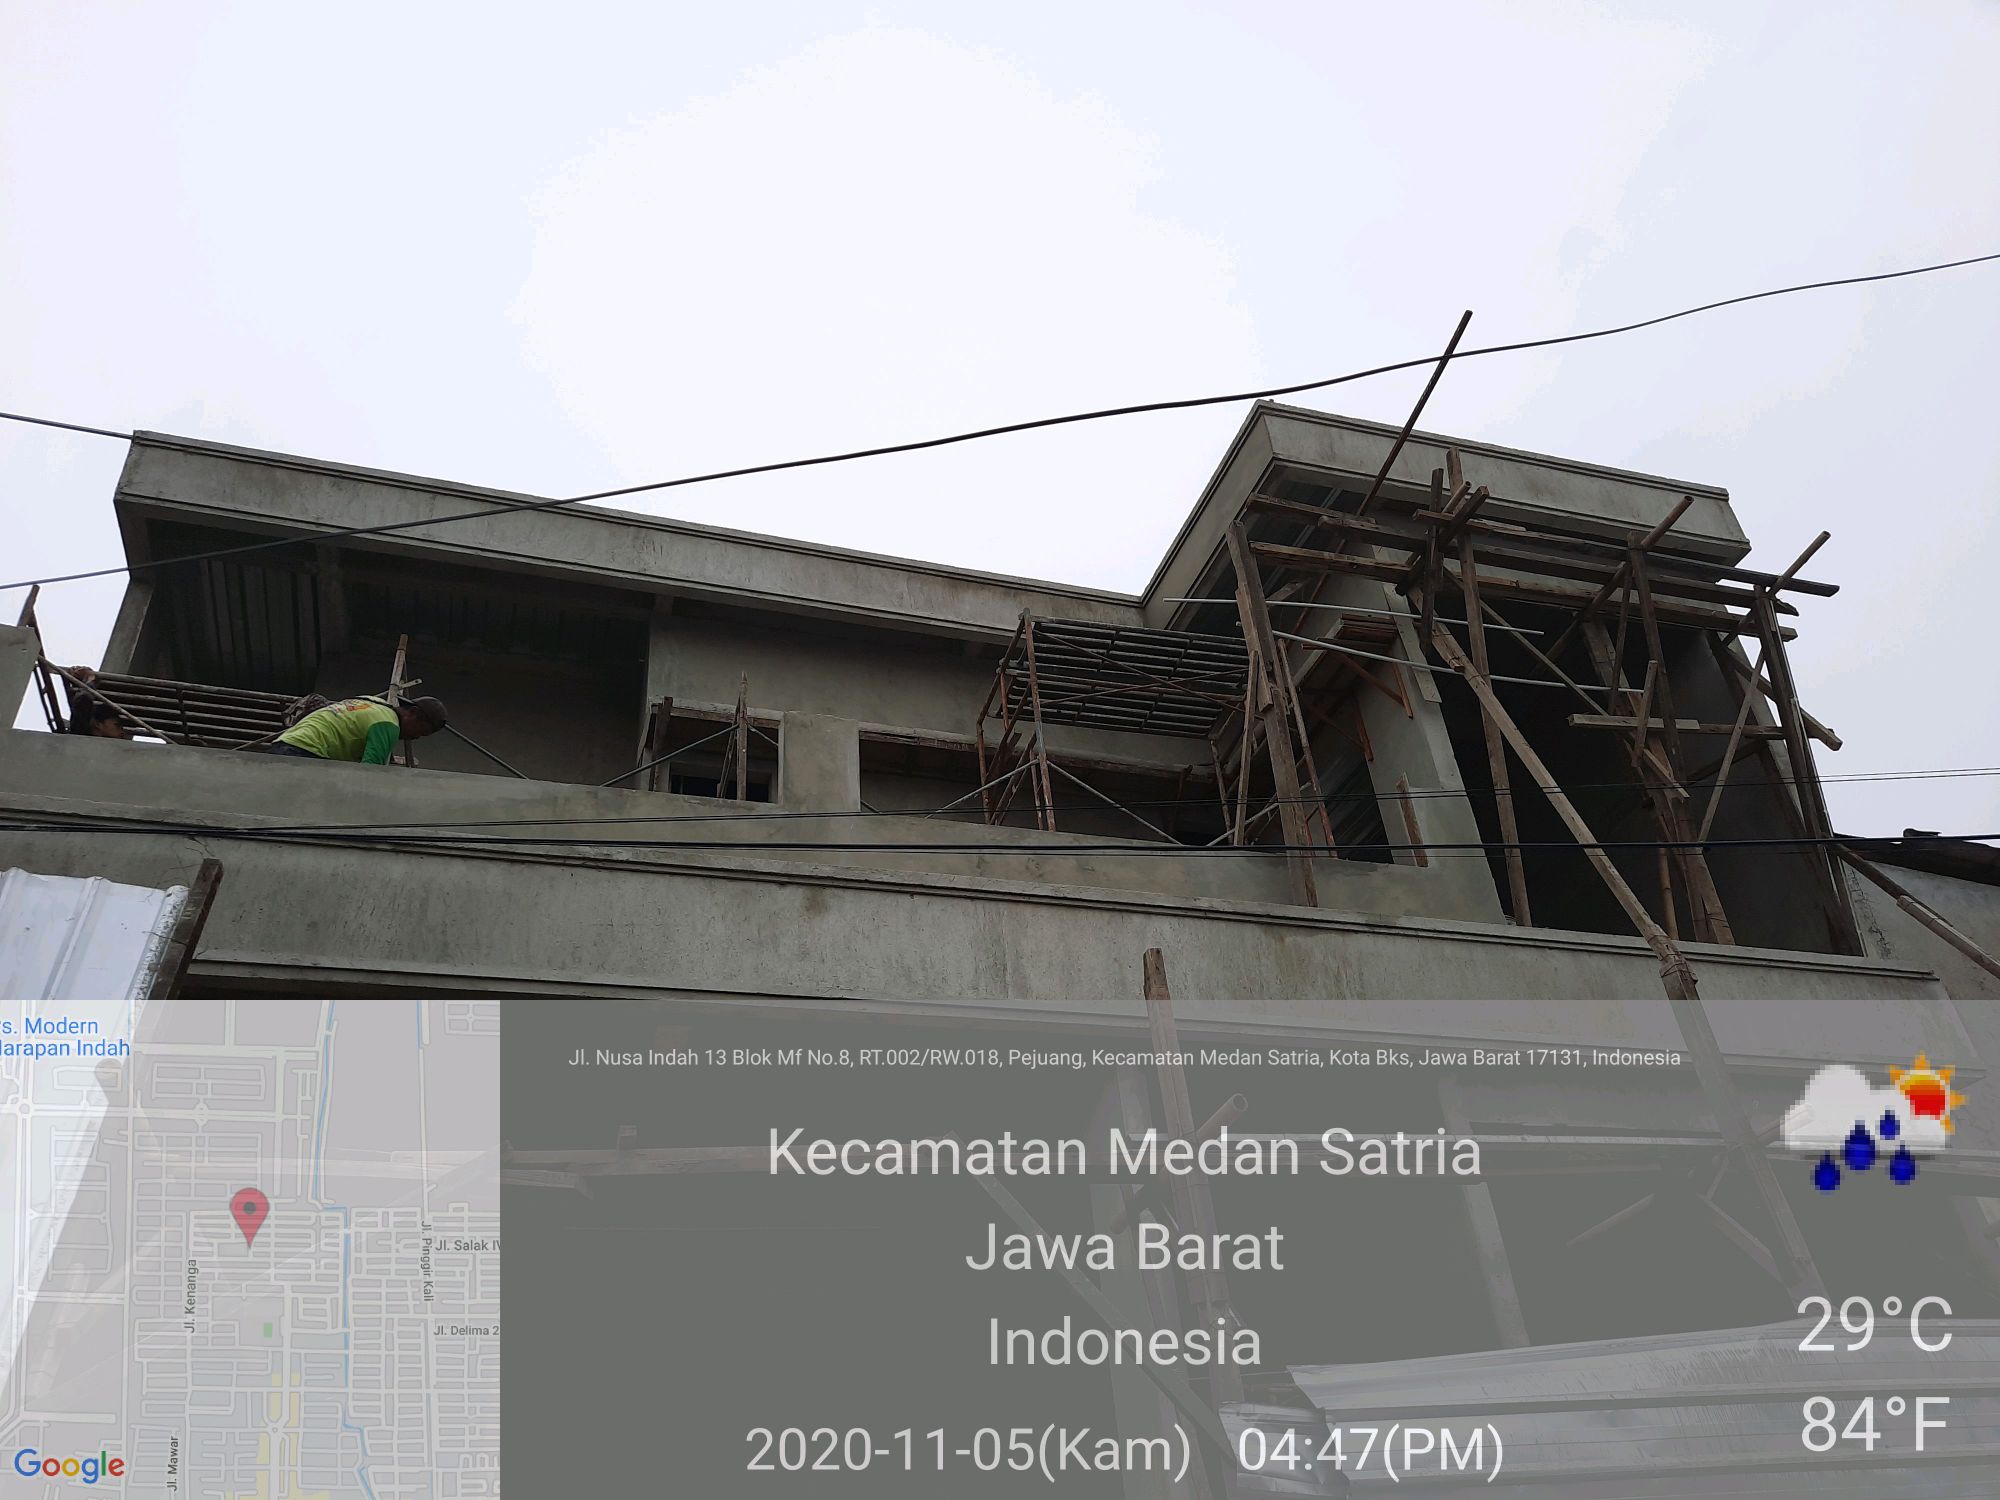 Jl. Nusa Indah 13 Blok Mf No.8, RT.002/RW.018, Pejuang, Kecamatan Medan Satria, Kota Bks, Jawa Barat 17131, Indonesia
Kecamatan Medan Satria
Jawa Barat
Indonesia
2020-11-05(Kam) 04:47(PM)
29°C
84°F
s. Modern
arapan Indah
Jl. Kenanga
Jl. Pinggir Kali
Jl. Salak IV
Jl. Delima 2
Jl. Mawar
Google